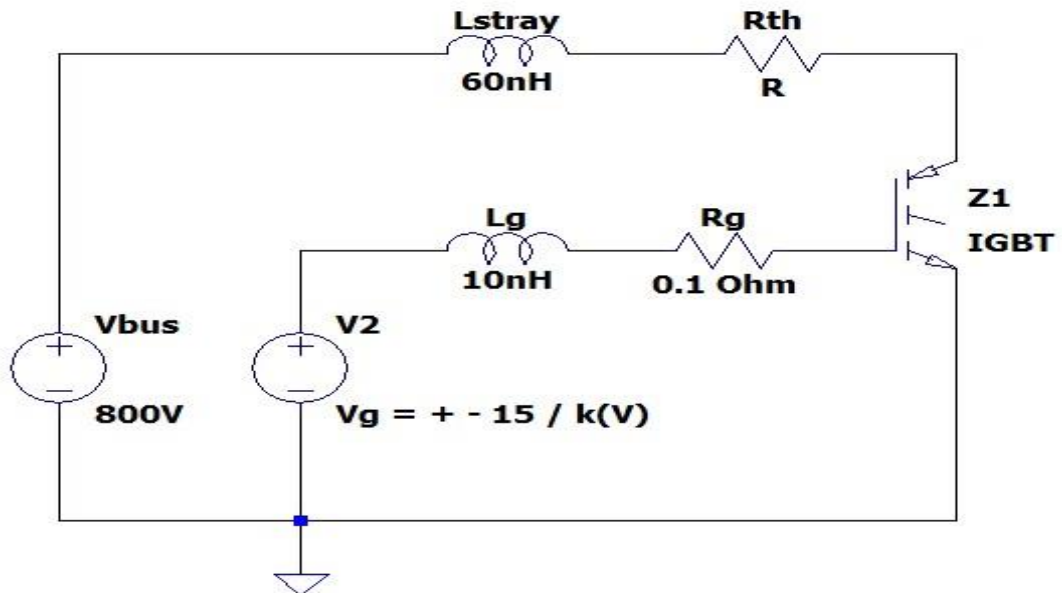 Lstray
60nH
Rth
R
Z1
IGBT
Lg
10nH
Rg
0.1 Ohm
Vbus
800V
V2
Vg = + - 15 / k(V)